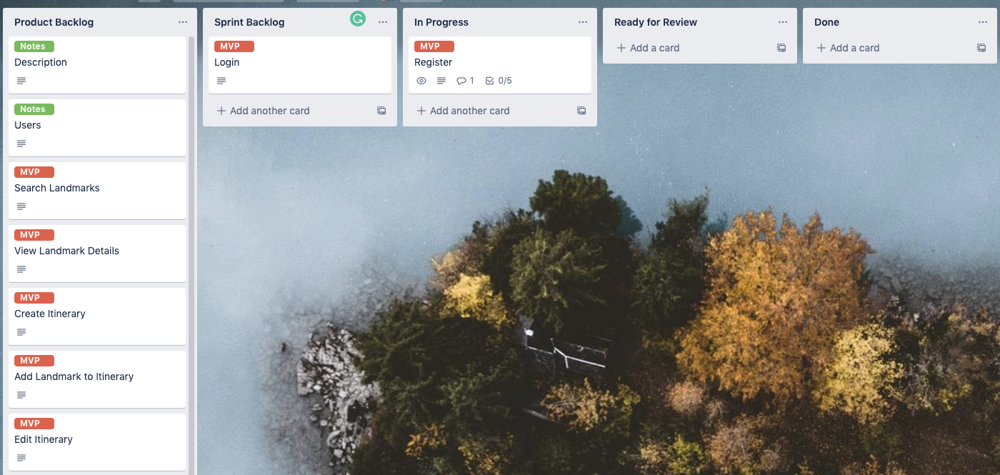 Product Backlog
Notes
Description
Notes
Users
MVP
Search Landmarks
MVP
View Landmark Details
MVP
Create Itinerary
MVP
Add Landmark to Itinerary
MVP
Edit Itinerary
Sprint Backlog
MVP
Login
Add another card
In Progress
MVP
Register
1 0/5
Add another card
Ready for Review
Add a card
Done
Add a card